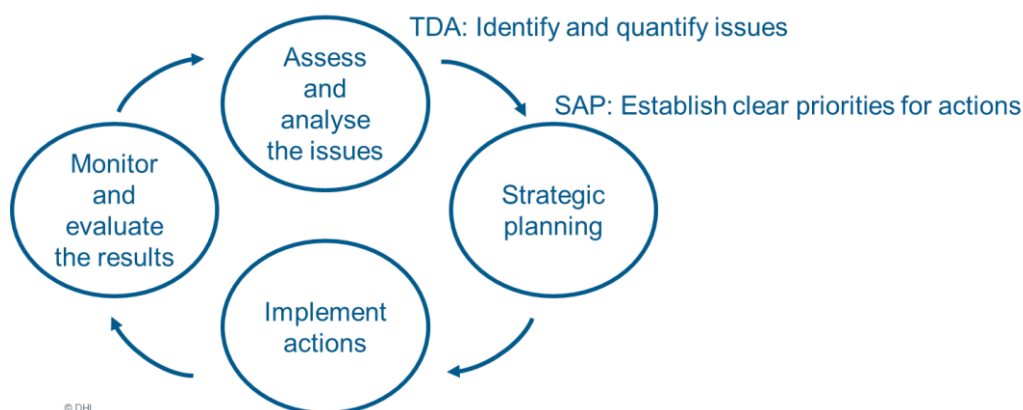 TDA: Identify and quantify issues
Assess
and
analyse
the issues
SAP: Establish clear priorities for actions
Monitor
and
evaluate
the results
Strategic
planning
Implement
actions
© DHI